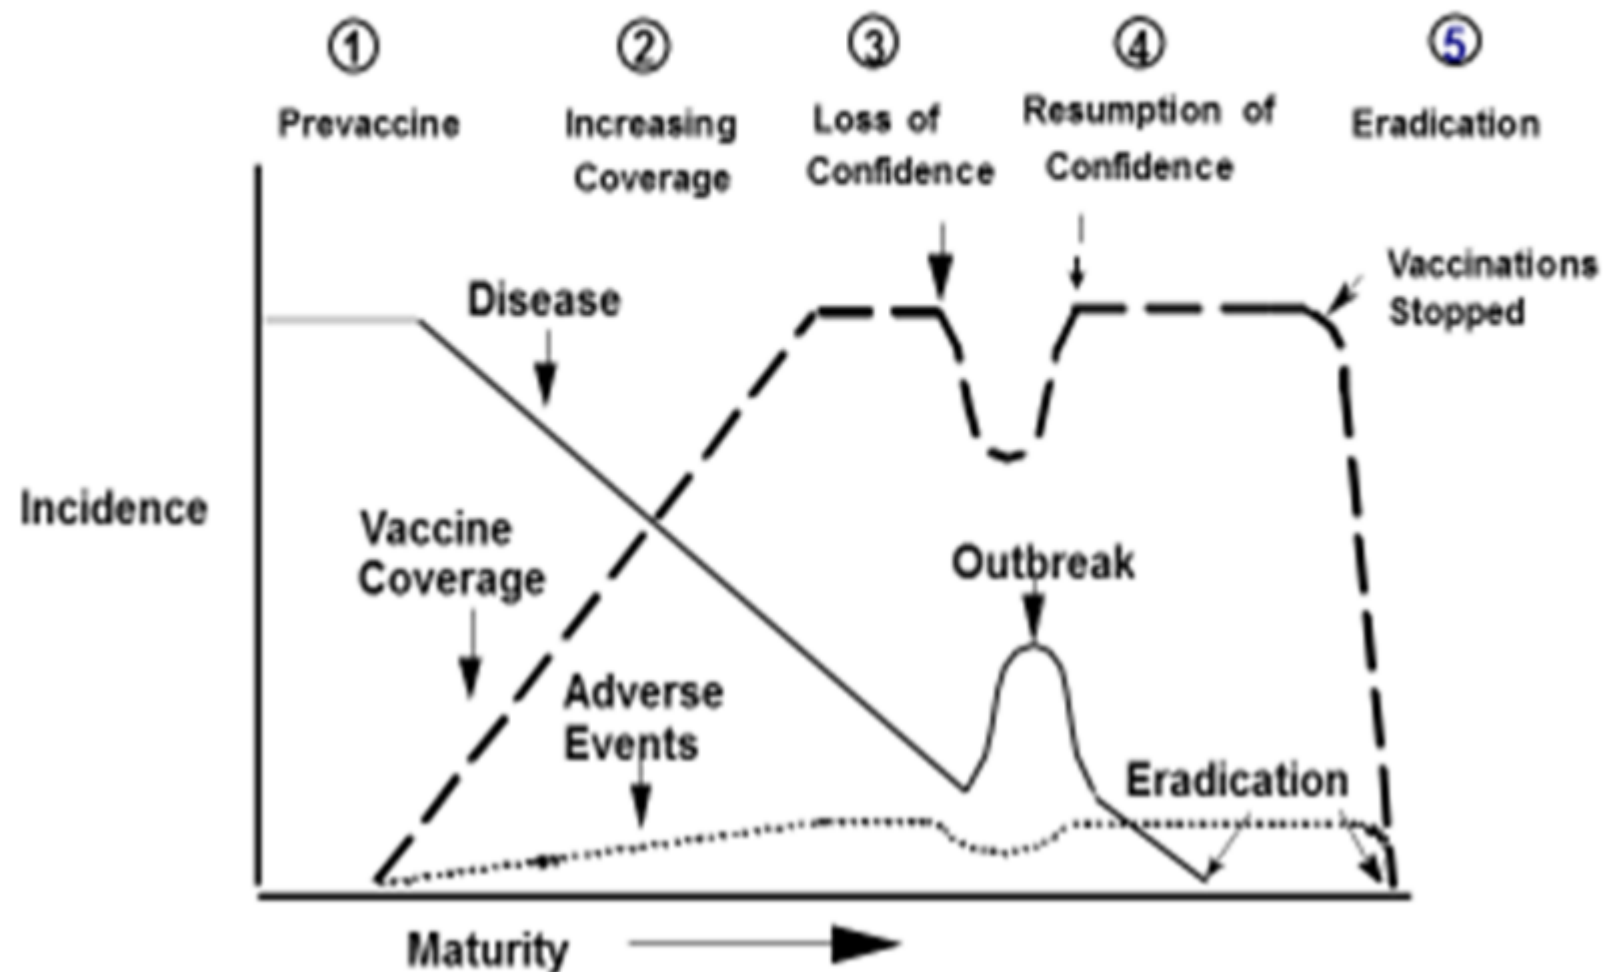 1
2
3
4
5
Prevaccine
Increasing
Coverage
Loss of
Confidence
Resumption of
Confidence
Eradication
Vaccinations
Stopped
Disease
Incidence
Vaccine
Coverage
Outbreak
Adverse
Events
Eradication
Maturity